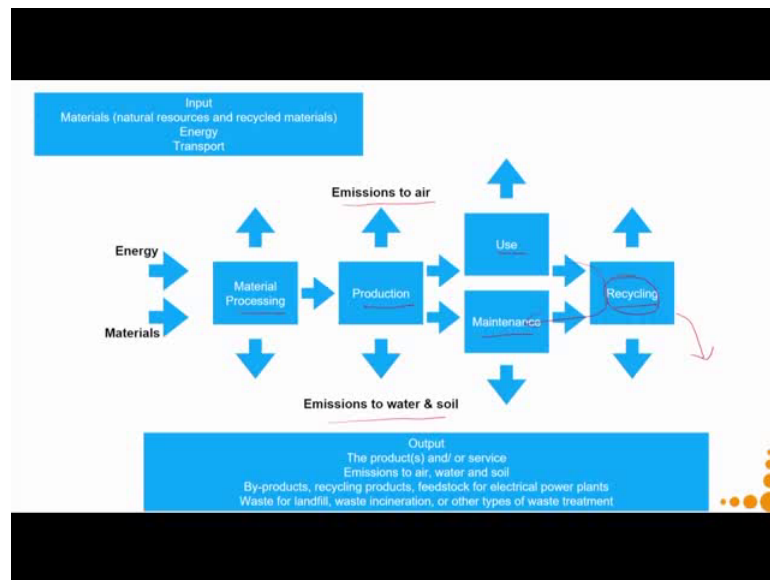 Input
Materials (natural resources and recycled materials)
Energy
Transport
Emissions to air
Energy
Materials
Material
Processing
Production
Use
Maintenance
Recycling
Emissions to water & soil
Output
The product(s) and/ or service
Emissions to air, water and soil
By-products, recycling products, feedstock for electrical power plants
Waste for landfill, waste incineration, or other types of waste treatment